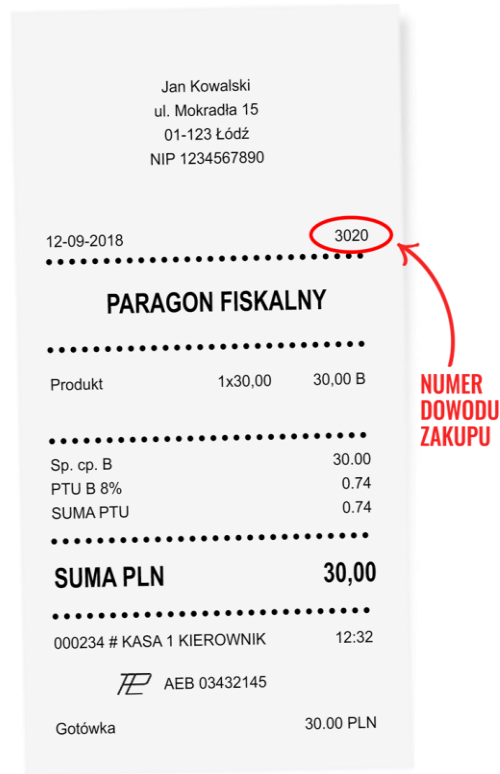 Jan Kowalski
ul. Mokradła 15
01-123 Łódź
NIP 1234567890
12-09-2018 3020
PARAGON FISKALNY
Produkt 1x30,00 30,00 B
Sp. cp. B 30.00
PTU B 8% 0.74
SUMA PTU 0.74
SUMA PLN 30,00
000234 # KASA 1 KIEROWNIK 12:32
AEB 03432145
Gotówka 30.00 PLN
NUMER
DOWODU
ZAKUPU